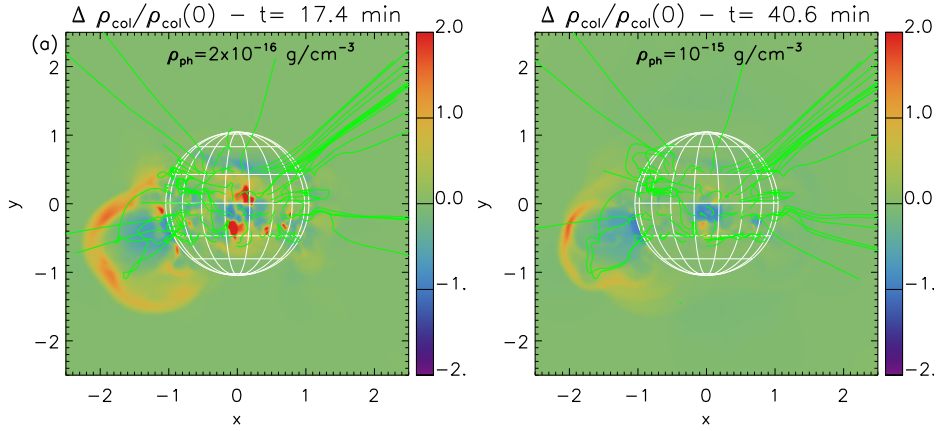 Δ ρcol/ρcol(0) − t= 17.4 min
(a)
ρph=2x10⁻¹⁶ g/cm⁻³
2
1
0
−1
−2
y
−2 −1 0 1 2
x
2.0
1.0
0.0
−1.
−2.
Δ ρcol/ρcol(0) − t= 40.6 min
ρph=10⁻¹⁵ g/cm⁻³
2
1
0
−1
−2
y
−2 −1 0 1 2
x
2.0
1.0
0.0
−1.
−2.